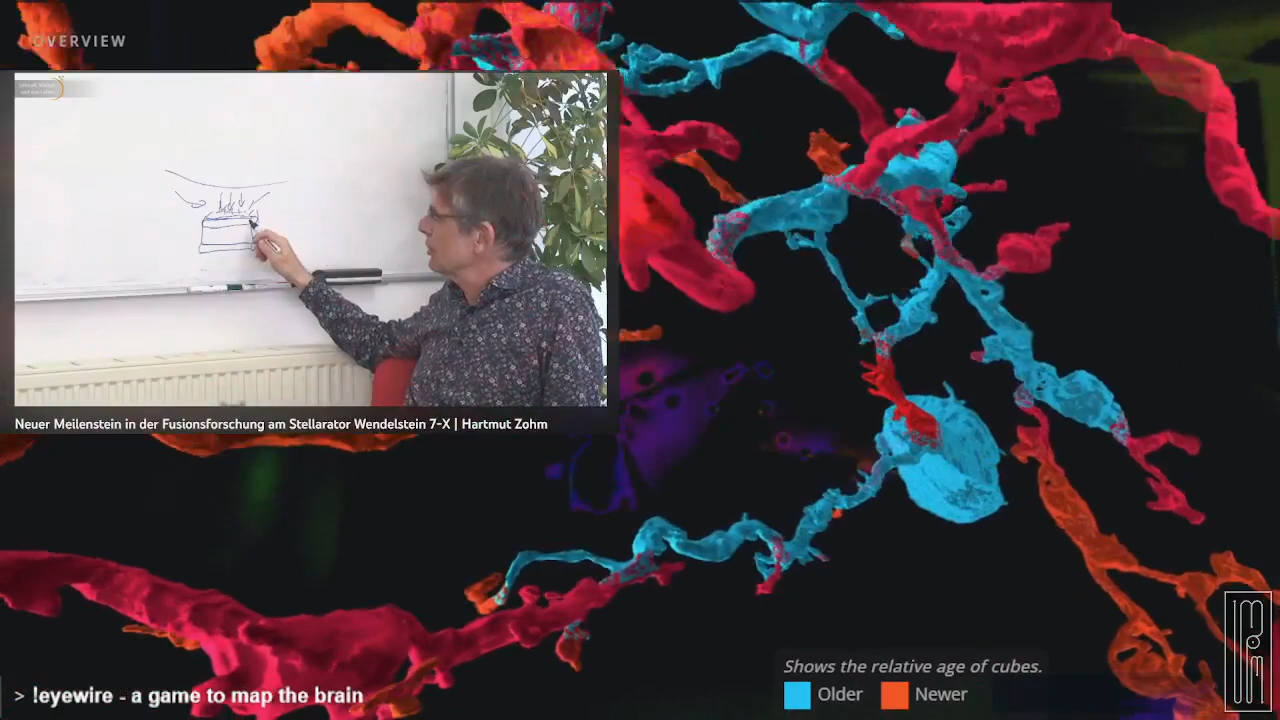 OVERVIEW
Neuer Meilenstein in der Fusionsforschung am Stellarator Wendelstein 7-X | Hartmut Zohm
Shows the relative age of cubes.
Older
Newer
> !eyewire - a game to map the brain